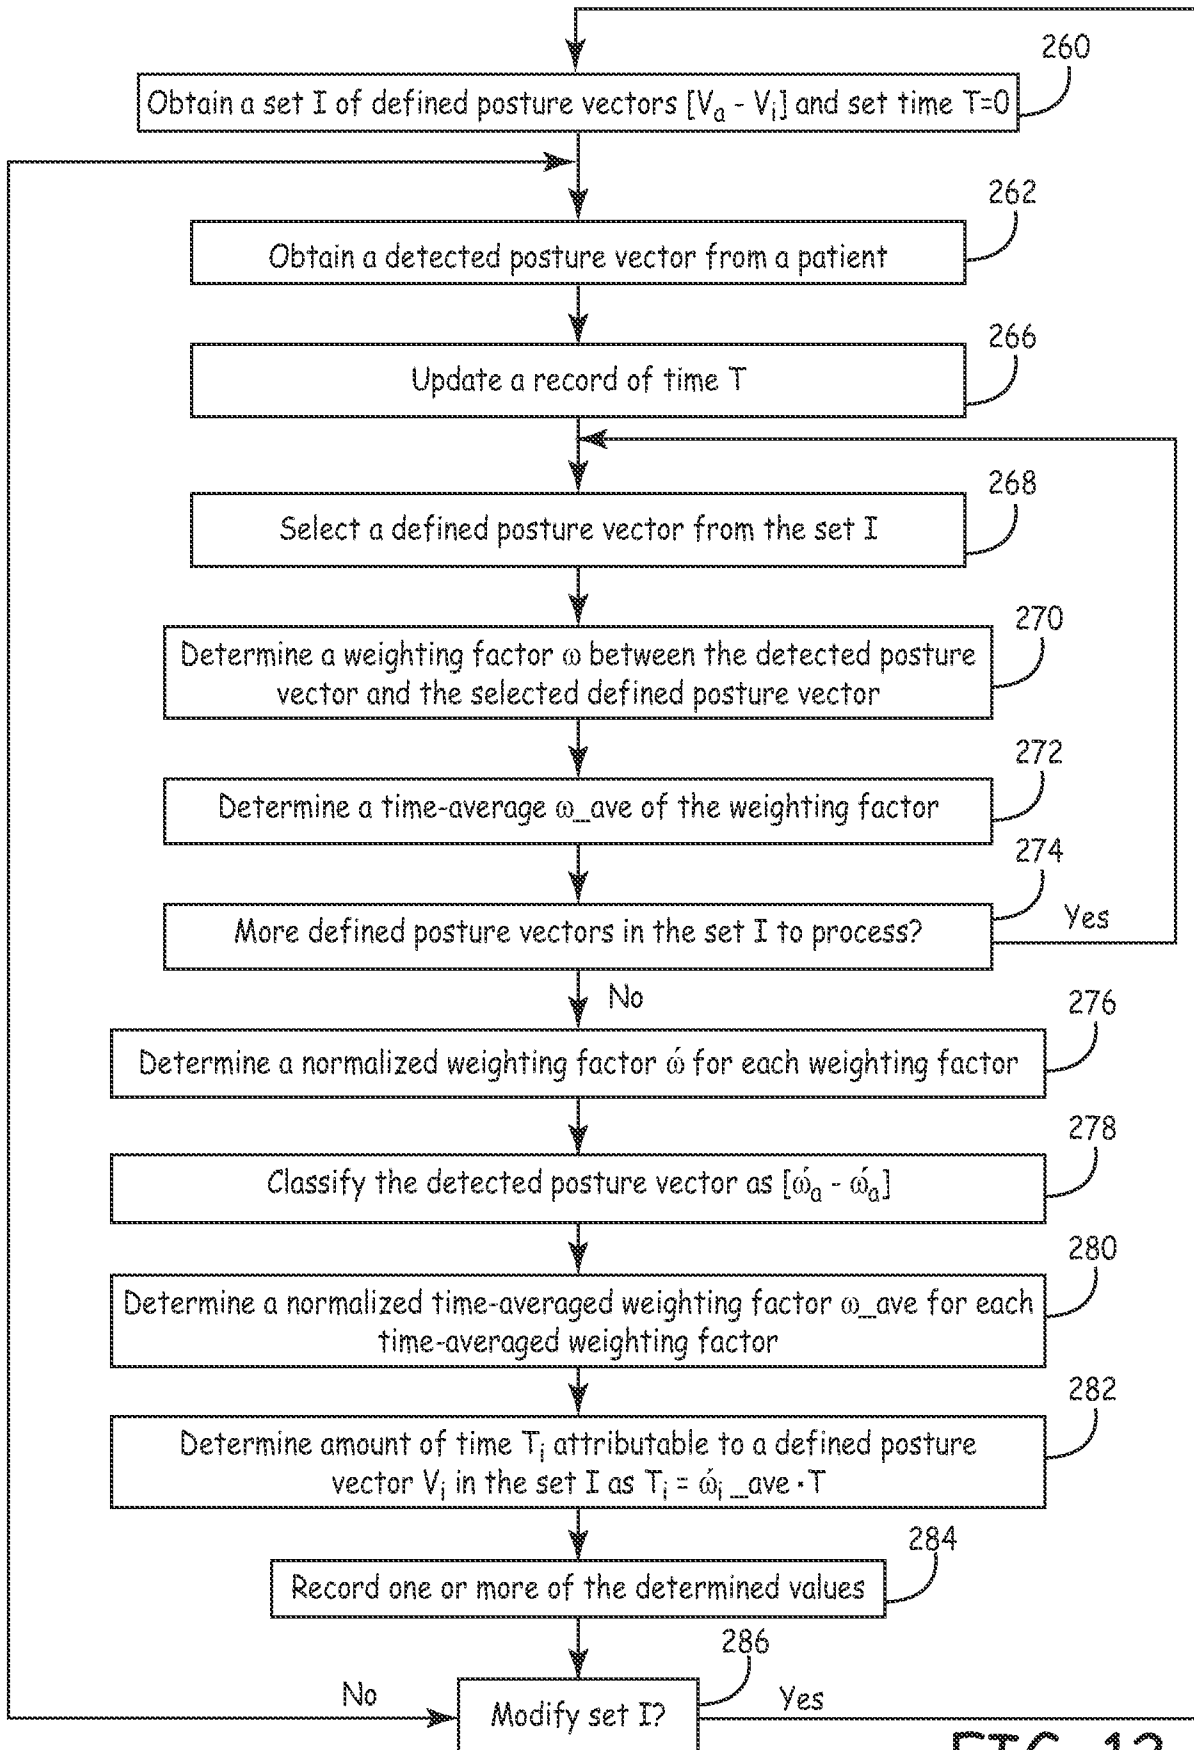 260
Obtain a set I of defined posture vectors [Va - Vi] and set time T=0
262
Obtain a detected posture vector from a patient
266
Update a record of time T
268
Select a defined posture vector from the set I
270
Determine a weighting factor ω between the detected posture
vector and the selected defined posture vector
272
Determine a time-average ω_ave of the weighting factor
274
More defined posture vectors in the set I to process?
Yes
No
276
Determine a normalized weighting factor ώ for each weighting factor
278
Classify the detected posture vector as [ώa - ώa]
280
Determine a normalized time-averaged weighting factor ω_ave for each
time-averaged weighting factor
282
Determine amount of time Ti attributable to a defined posture
vector Vi in the set I as Ti = ώi_ave · T
284
Record one or more of the determined values
286
No
Modify set I?
Yes